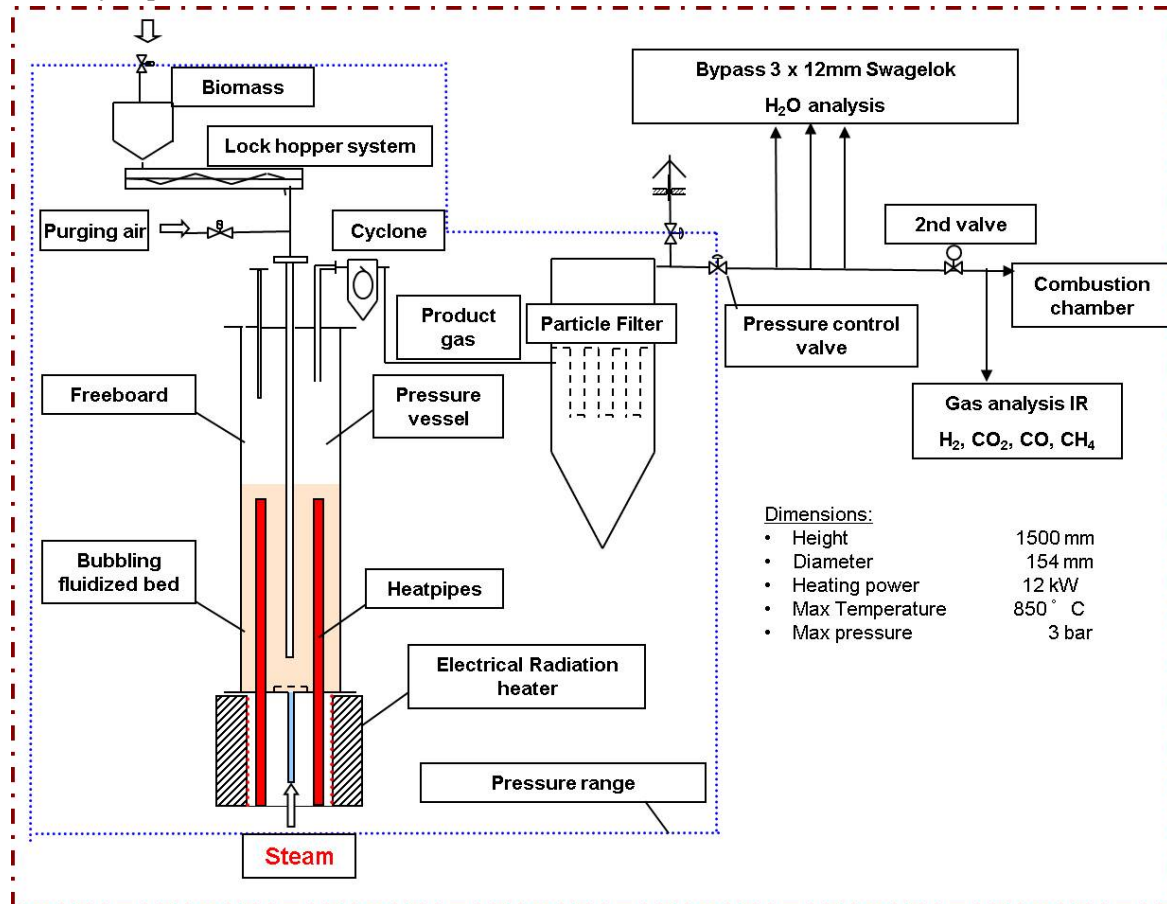 Biomass
Lock hopper system
Purging air
Cyclone
Bypass 3 x 12mm Swagelok
H₂O analysis
2nd valve
Combustion
chamber
Product
gas
Particle Filter
Pressure control
valve
Freeboard
Pressure
vessel
Gas analysis IR
H₂, CO₂, CO, CH₄
Bubbling
fluidized bed
Heatpipes
Electrical Radiation
heater
Pressure range
Steam
Dimensions:
• Height 1500 mm
• Diameter 154 mm
• Heating power 12 kW
• Max Temperature 850° C
• Max pressure 3 bar